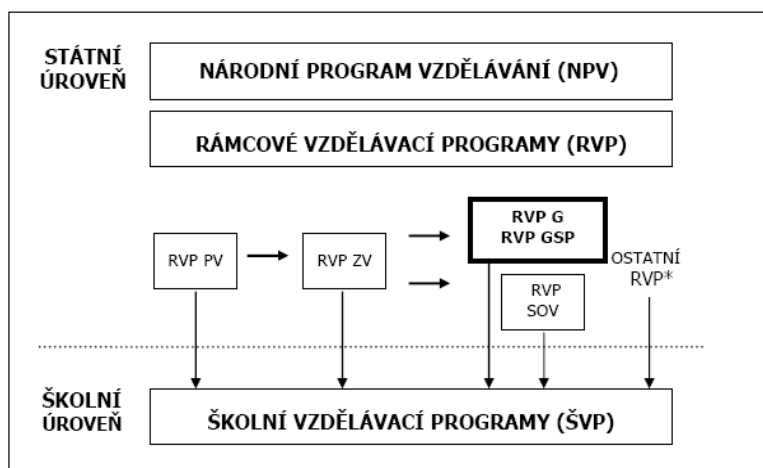 STÁTNÍ
ÚROVEŇ
NÁRODNÍ PROGRAM VZDĚLÁVÁNÍ (NPV)
RÁMCOVÉ VZDĚLÁVACÍ PROGRAMY (RVP)
RVP PV
RVP ZV
RVP G
RVP GSP
RVP
SOV
OSTATNÍ
RVP*
ŠKOLNÍ
ÚROVEŇ
ŠKOLNÍ VZDĚLÁVACÍ PROGRAMY (ŠVP)